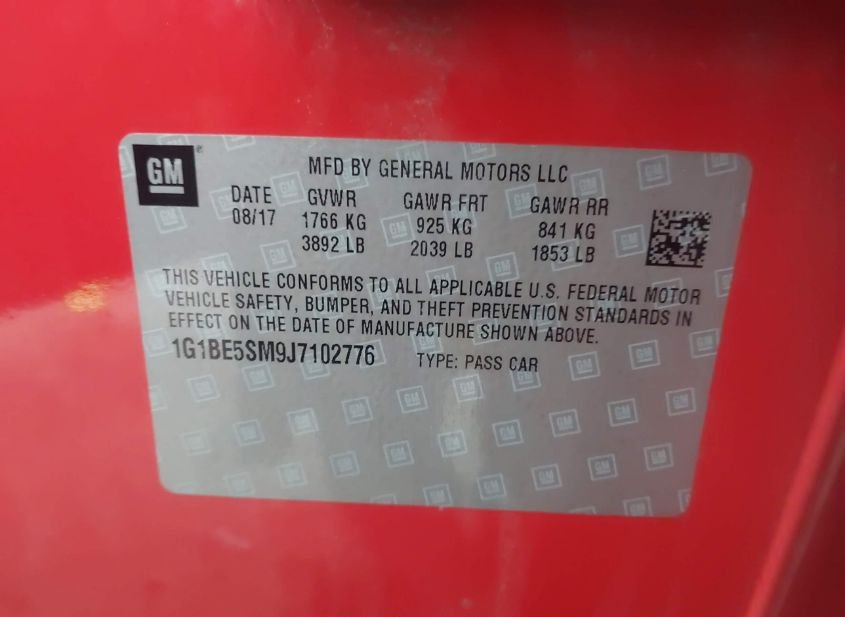 GM
MFD BY GENERAL MOTORS LLC
DATE GVWR GAWR FRT GAWR RR
08/17 1766 KG 925 KG 841 KG
3892 LB 2039 LB 1853 LB
THIS VEHICLE CONFORMS TO ALL APPLICABLE U.S. FEDERAL MOTOR
VEHICLE SAFETY, BUMPER, AND THEFT PREVENTION STANDARDS IN
EFFECT ON THE DATE OF MANUFACTURE SHOWN ABOVE.
1G1BE5SM9J7102776 TYPE: PASS CAR